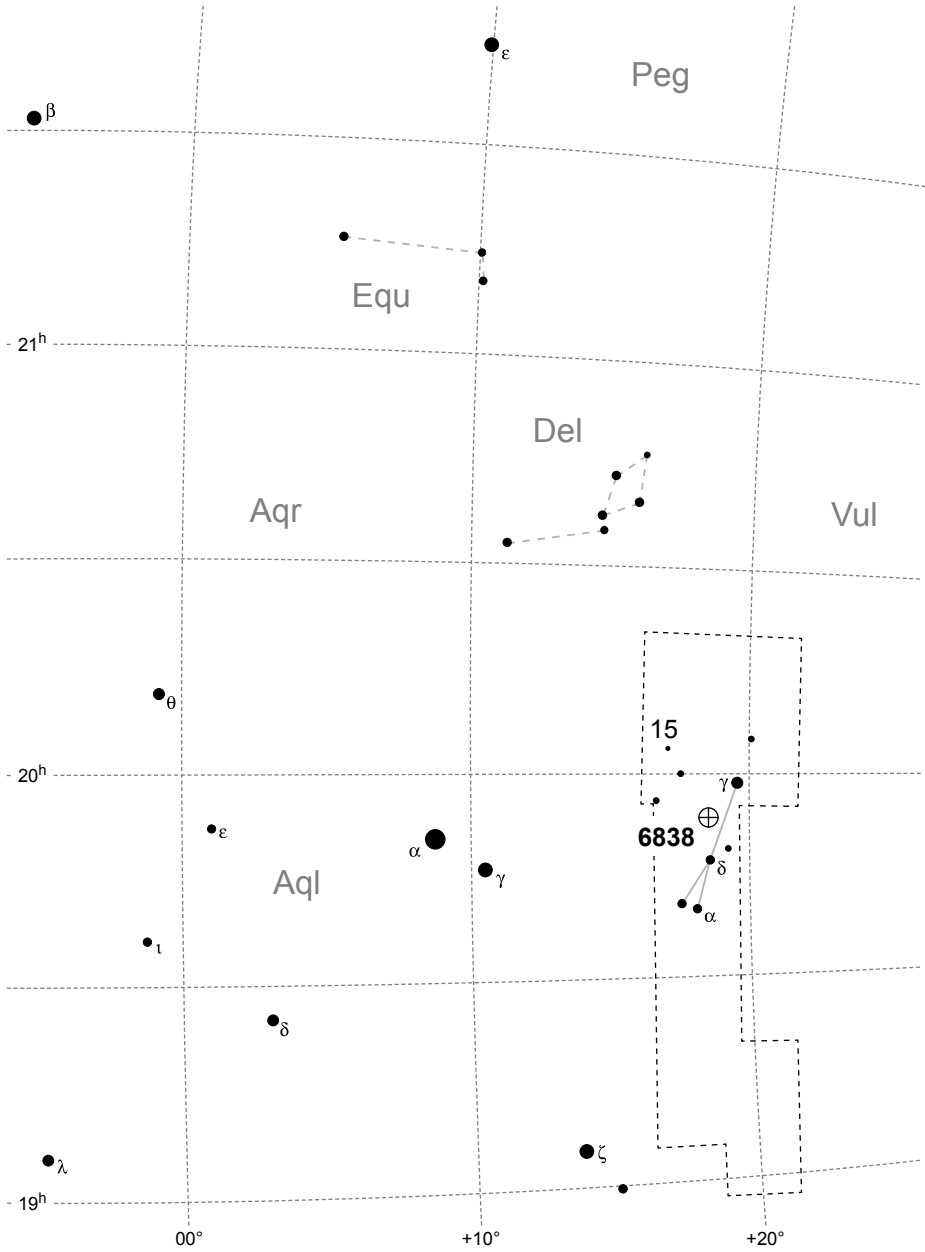 ε
Peg
β
Equ
21ʰ
Del
Aqr
Vul
θ
15
20ʰ
γ
6838
ε
α
δ
γ
Aql
α
ι
δ
ζ
λ
19ʰ
00°
+10°
+20°